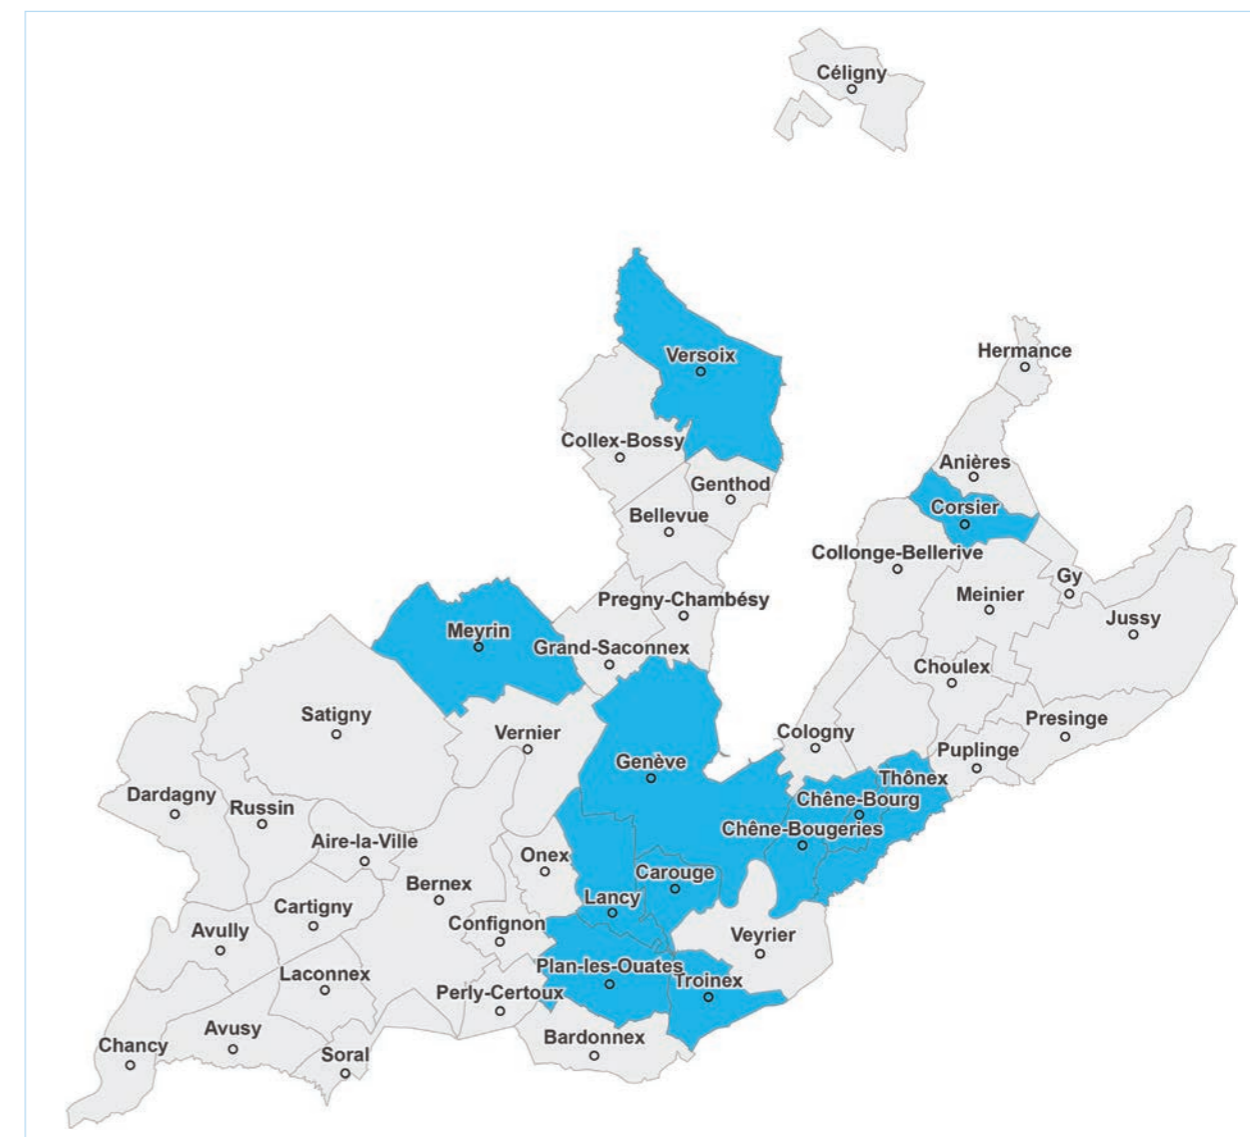 Céligny
Hermance
Versoix
Collex-Bossy
Anières
Genthod
Corsier
Bellevue
Collonge-Bellerive
Gy
Meinier
Pregny-Chambésy
Jussy
Meyrin
Grand-Saconnex
Choulex
Satigny
Presinge
Vernier
Cologny
Puplinge
Genève
Thônex
Dardagny
Chêne-Bourg
Russin
Chêne-Bougeries
Aire-la-Ville
Onex
Carouge
Bernex
Lancy
Cartigny
Confignon
Avully
Veyrier
Plan-les-Ouates
Laconnex
Troinex
Perly-Certoux
Avusy
Bardonnex
Chancy
Soral